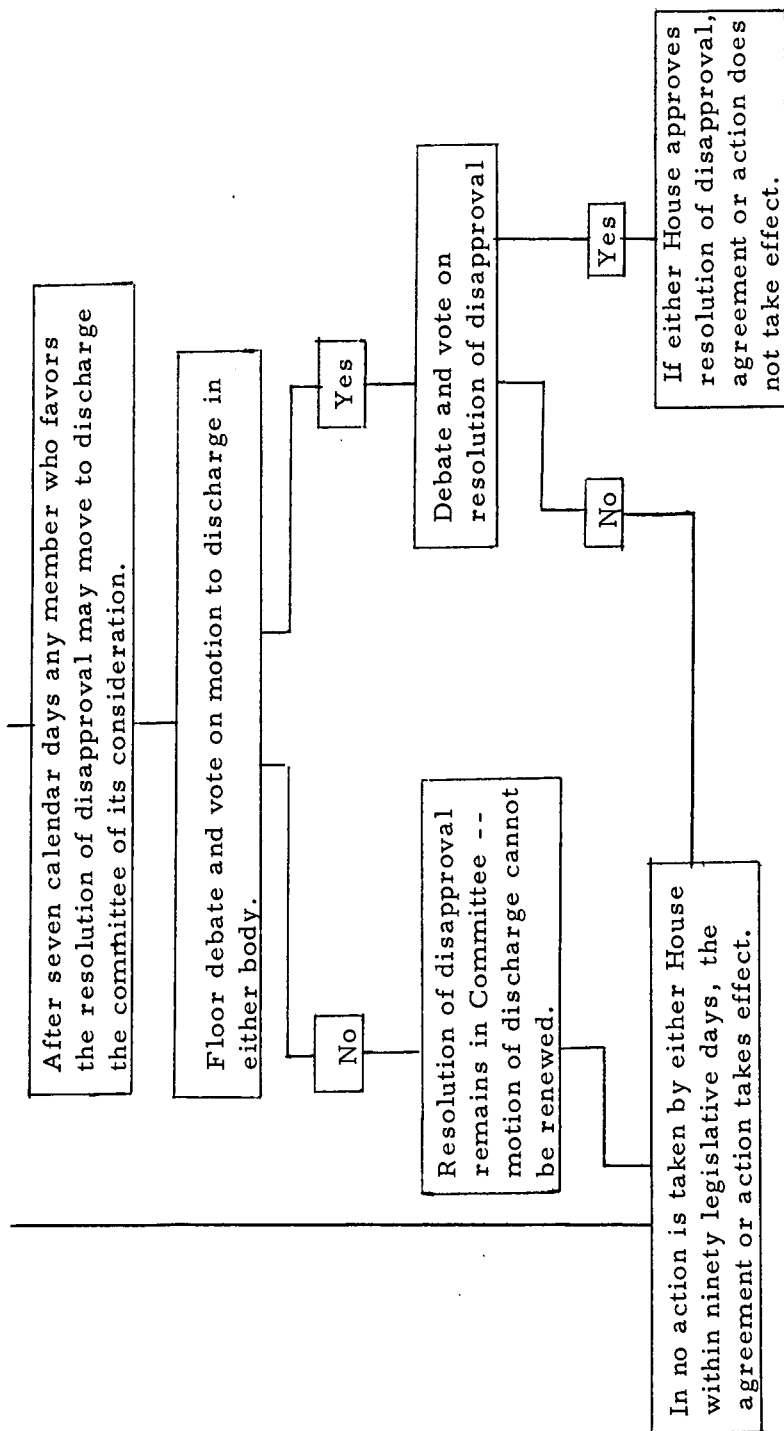 After seven calendar days any member who favors
the resolution of disapproval may move to discharge
the committee of its consideration.
Floor debate and vote on motion to discharge in
either body.
No
Yes
Resolution of disapproval
remains in Committee --
motion of discharge cannot
be renewed.
Debate and vote on
resolution of disapproval
No
Yes
In no action is taken by either House
within ninety legislative days, the
agreement or action takes effect.
If either House approves
resolution of disapproval,
agreement or action does
not take effect.